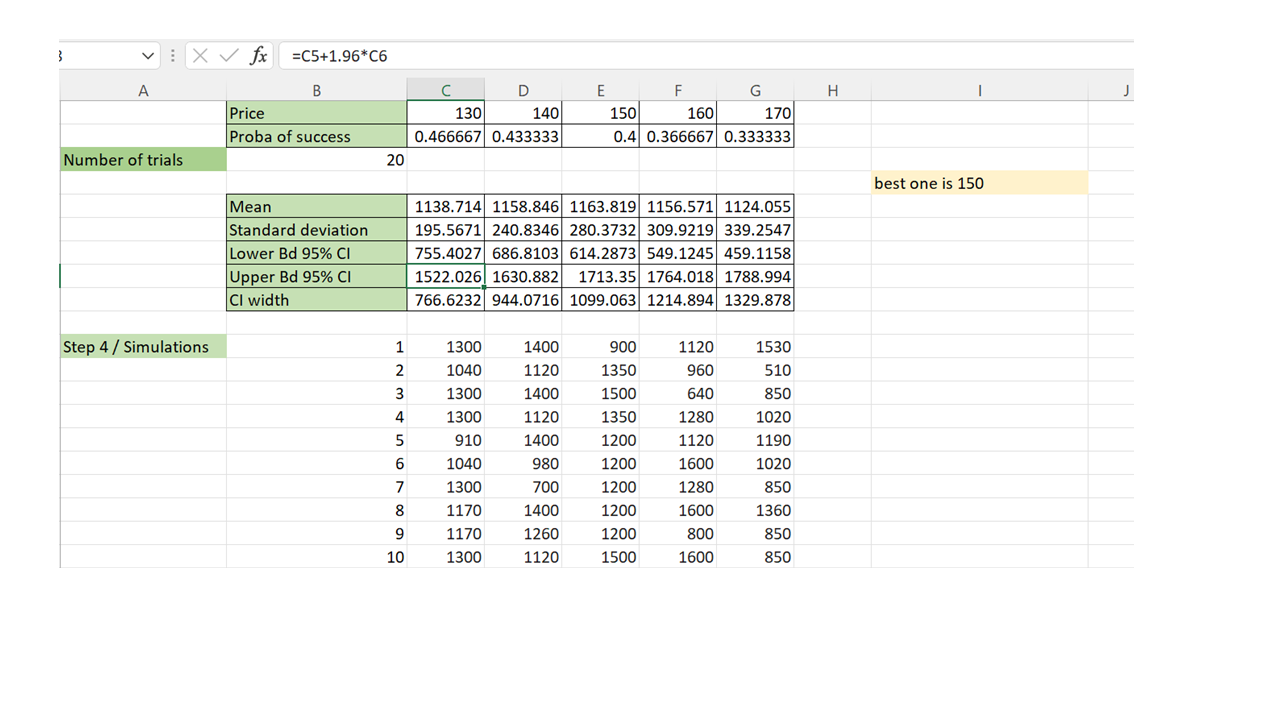 =C5+1.96*C6
A B C D E F G H I J
Price 130 140 150 160 170
Proba of success 0.466667 0.433333 0.4 0.366667 0.333333
Number of trials 20
best one is 150
Mean 1138.714 1158.846 1163.819 1156.571 1124.055
Standard deviation 195.5671 240.8346 280.3732 309.9219 339.2547
Lower Bd 95% CI 755.4027 686.8103 614.2873 549.1245 459.1158
Upper Bd 95% CI 1522.026 1630.882 1713.35 1764.018 1788.994
CI width 766.6232 944.0716 1099.063 1214.894 1329.878
Step 4 / Simulations 1 1300 1400 900 1120 1530
2 1040 1120 1350 960 510
3 1300 1400 1500 640 850
4 1300 1120 1350 1280 1020
5 910 1400 1200 1120 1190
6 1040 980 1200 1600 1020
7 1300 700 1200 1280 850
8 1170 1400 1200 1600 1360
9 1170 1260 1200 800 850
10 1300 1120 1500 1600 850